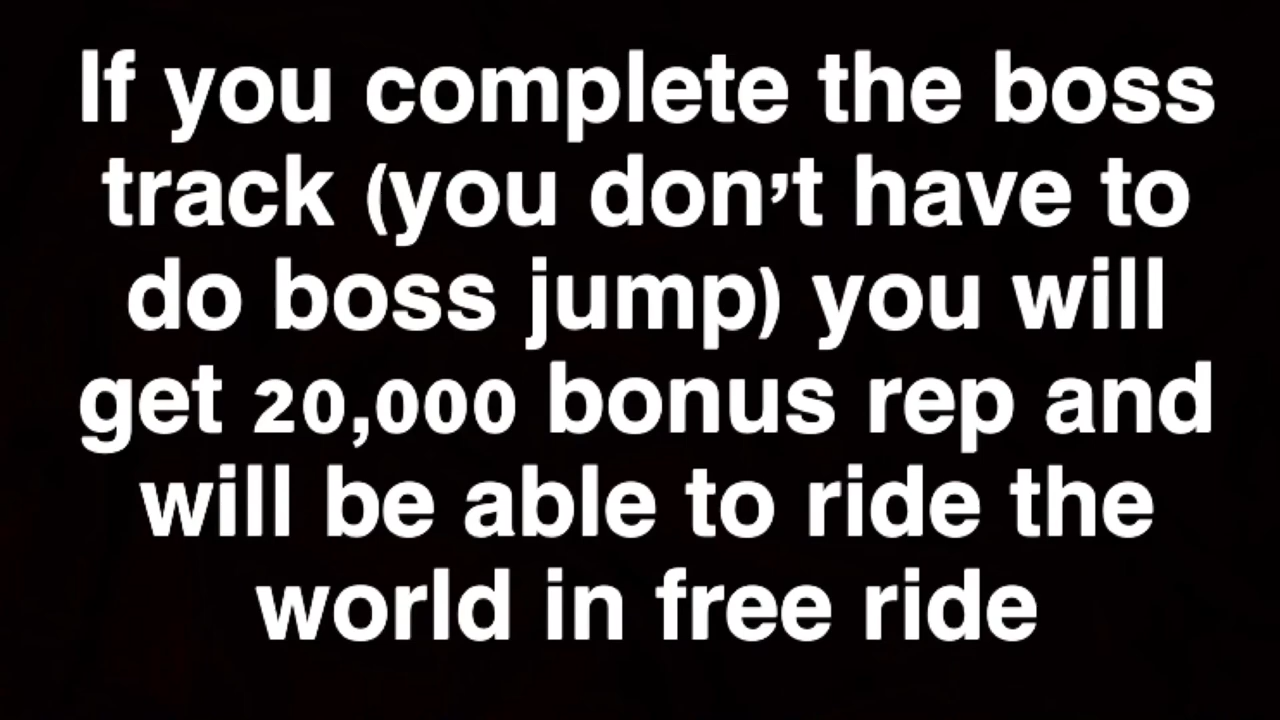 If you complete the boss
track (you don't have to
do boss jump) you will
get 20,000 bonus rep and
will be able to ride the
world in free ride